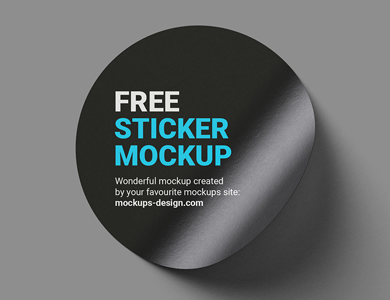 FREE
STICKER
MOCKUP
Wonderful mockup created
by your favourite mockups site:
mockups-design.com